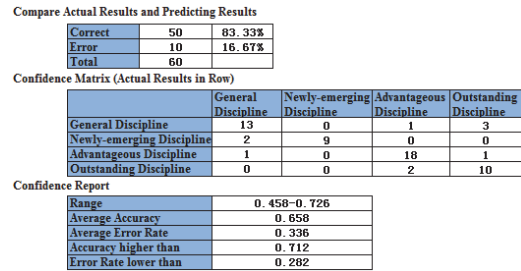 Compare Actual Results and Predicting Results
Correct 50 83.33%
Error 10 16.67%
Total 60
Confidence Matrix (Actual Results in Row)
General Discipline Newly-emerging Discipline Advantageous Discipline Outstanding Discipline
General Discipline 13 0 1 3
Newly-emerging Discipline 2 9 0 0
Advantageous Discipline 1 0 18 1
Outstanding Discipline 0 0 2 10
Confidence Report
Range 0.458-0.726
Average Accuracy 0.658
Average Error Rate 0.336
Accuracy higher than 0.712
Error Rate lower than 0.282